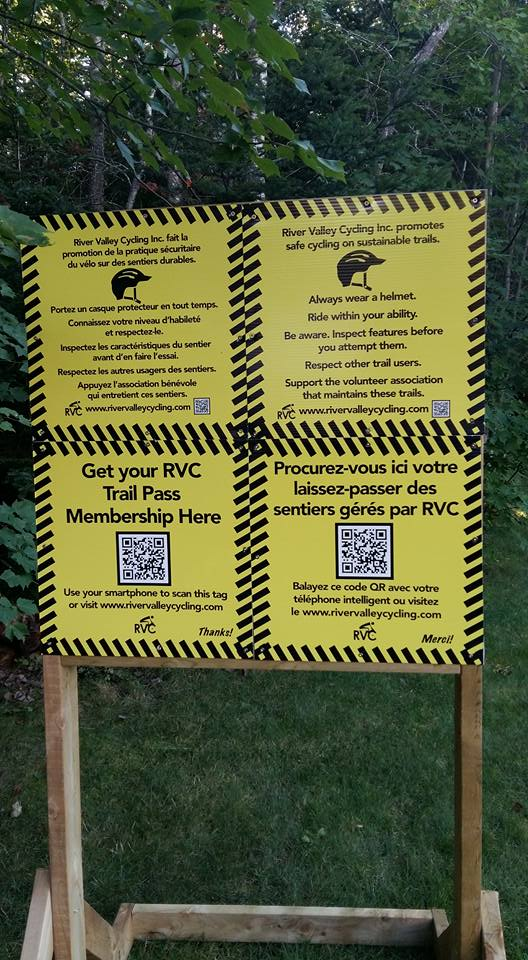 River Valley Cycling Inc. fait la
promotion de la pratique sécuritaire
du vélo sur des sentiers durables.
Portez un casque protecteur en tout temps.
Connaissez votre niveau d'habileté
et respectez-le.
Inspectez les caractéristiques du sentier
avant d'en faire l'essai.
Respectez les autres usagers des sentiers.
Appuyez l'association bénévole
qui entretient ces sentiers.
RVC www.rivervalleycycling.com
River Valley Cycling Inc. promotes
safe cycling on sustainable trails.
Always wear a helmet.
Ride within your ability.
Be aware. Inspect features before
you attempt them.
Respect other trail users.
Support the volunteer association
that maintains these trails.
RVC www.rivervalleycycling.com
Get your RVC
Trail Pass
Membership Here
Use your smartphone to scan this tag
or visit www.rivervalleycycling.com
RVC
Thanks!
Procurez-vous ici votre
laissez-passer des
sentiers gérés par RVC
Balayez ce code QR avec votre
téléphone intelligent ou visitez
le www.rivervalleycycling.com
RVC
Merci!